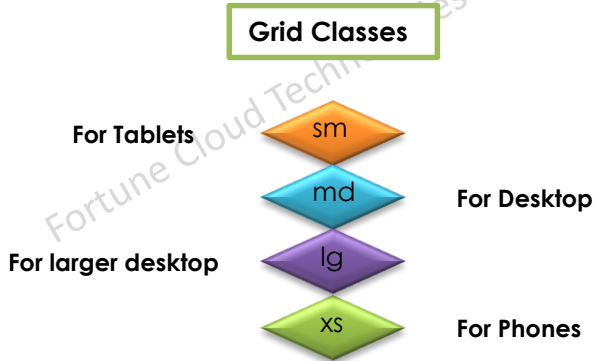 Grid Classes
Fortune Cloud Technologies
For Tablets
sm
md
For Desktop
For larger desktop
lg
xs
For Phones